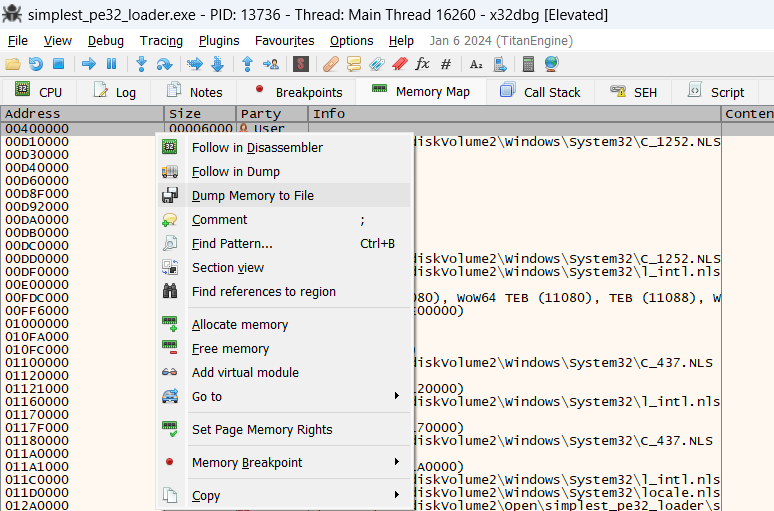 simplest_pe32_loader.exe - PID: 13736 - Thread: Main Thread 16260 - x32dbg [Elevated]
File View Debug Tracing Plugins Favourites Options Help Jan 6 2024 (TitanEngine)
CPU Log Notes Breakpoints Memory Map Call Stack SEH Script
Address Size Party Info Conten
00400000 00006000 User
00D10000 diskVolume2\Windows\System32\C_1252.NLS
00D30000
00D40000
00D60000
00D8F000
00D92000
00DA0000
00DB0000
00DC0000
00DD0000 diskVolume2\Windows\System32\C_1252.NLS
00DF0000 diskVolume2\Windows\System32\l_intl.nls
00E00000
00FDC000 080), WoW64 TEB (11080), TEB (11088), W
00FF6000 E00000)
01000000
010FA000
010FC000
01100000 diskVolume2\Windows\System32\C_437.NLS
01120000
01121000 20000)
01160000 diskVolume2\Windows\System32\l_intl.nls
01170000
0117F000 70000)
01180000 diskVolume2\Windows\System32\C_437.NLS
011A0000
011A1000 A0000)
011C0000 diskVolume2\Windows\System32\l_intl.nls
011D0000 diskVolume2\Windows\System32\locale.nls
012A0000 diskVolume2\Open\simplest_pe32_loader\s
Follow in Disassembler
Follow in Dump
Dump Memory to File
Comment ;
Find Pattern... Ctrl+B
Section view
Find references to region
Allocate memory
Free memory
Add virtual module
Go to
Set Page Memory Rights
Memory Breakpoint
Copy